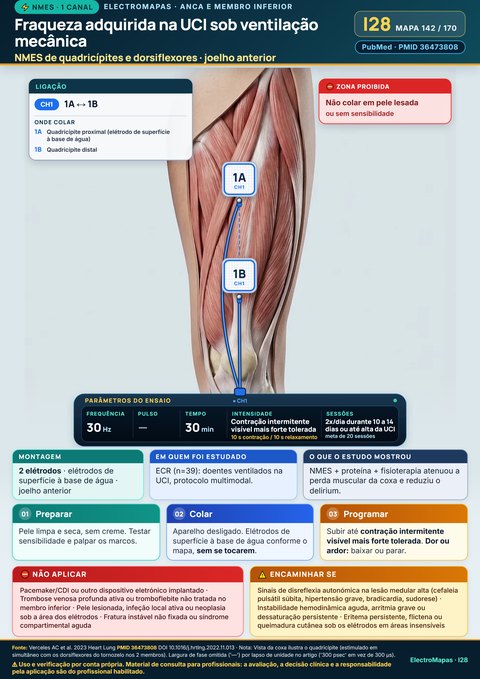 NMES · 1 CANAL ELECTROMAPAS · ANCA E MEMBRO INFERIOR
Fraqueza adquirida na UCI sob ventilação
mecânica
NMES de quadricípites e dorsiflexores · joelho anterior
I28 MAPA 142 / 170
PubMed · PMID 36473808
LIGAÇÃO
CH1 1A ↔ 1B
ONDE COLAR
1A Quadricípite proximal (elétrodo de superfície
à base de água)
1B Quadricípite distal
ZONA PROIBIDA
Não colar em pele lesada
ou sem sensibilidade
1A
CH1
1B
CH1
CH1
PARÂMETROS DO ENSAIO
FREQUÊNCIA
30 Hz
PULSO
—
TEMPO
30 min
INTENSIDADE
Contração intermitente
visível mais forte tolerada
10 s contração / 10 s relaxamento
SESSÕES
2x/dia durante 10 a 14
dias ou até alta da UCI
meta de 20 sessões
MONTAGEM
2 elétrodos · elétrodos de
superfície à base de água ·
joelho anterior
EM QUEM FOI ESTUDADO
ECR (n=39): doentes ventilados na
UCI, protocolo multimodal.
O QUE O ESTUDO MOSTROU
NMES + proteína + fisioterapia atenuou a
perda muscular da coxa e reduziu o
delirium.
01 Preparar
Pele limpa e seca, sem creme. Testar
sensibilidade e palpar os marcos.
02 Colar
Aparelho desligado. Elétrodos de
superfície à base de água conforme o
mapa, sem se tocarem.
03 Programar
Subir até contração intermitente
visível mais forte tolerada. Dor ou
ardor: baixar ou parar.
NÃO APLICAR
Pacemaker/CDI ou outro dispositivo eletrónico implantado ·
Trombose venosa profunda ativa ou tromboflebite não tratada no
membro inferior · Pele lesionada, infeção local ativa ou neoplasia
sob a área dos elétrodos · Fratura instável não fixada ou síndrome
compartimental aguda
ENCAMINHAR SE
Sinais de disreflexia autonómica na lesão medular alta (cefaleia
pulsátil súbita, hipertensão grave, bradicardia, sudorese) ·
Instabilidade hemodinâmica aguda, arritmia grave ou
dessaturação persistente · Eritema persistente, flictena ou
queimadura cutânea sob os elétrodos em áreas insensíveis
Fonte: Verceles AC et al. 2023 Heart Lung PMID 36473808 DOI 10.1016/j.hrtlng.2022.11.013 · Nota: Vista da coxa ilustra o quadricípite (estimulado em
simultâneo com os dorsiflexores do tornozelo nos 2 membros). Largura de fase omitida ('—') por lapso de unidades no artigo ('300 psec' em vez de 300 µs).
Uso e verificação por conta própria. Material de consulta para profissionais: a avaliação, a decisão clínica e a responsabilidade
pela aplicação são do profissional habilitado.
ElectroMapas · I28